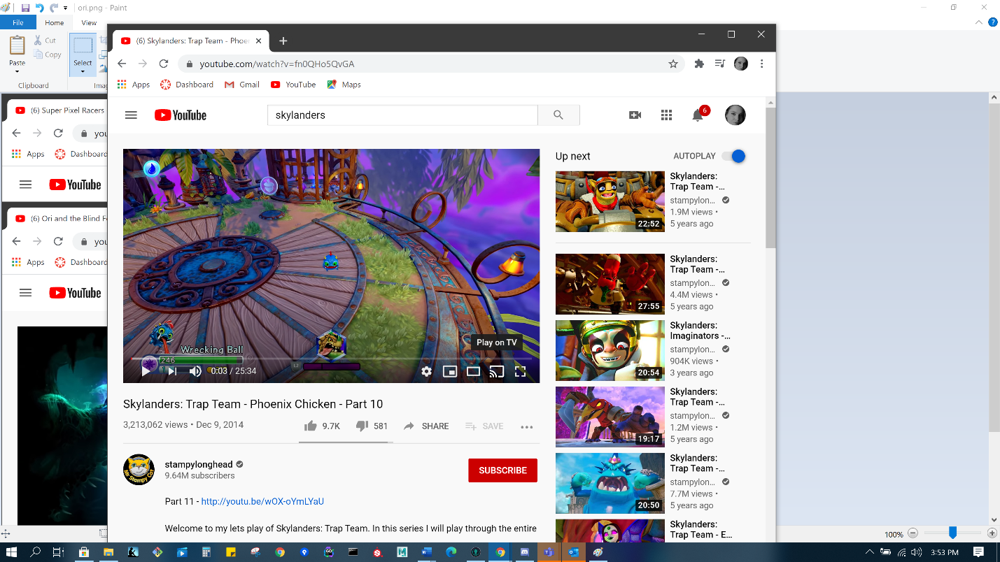 ori.png - Paint
File
Home
View
Paste
Cut
Copy
Select
Clipboard
Imag
(6) Super Pixel Racers
you
Apps
Dashboard
YouTube
(6) Ori and the Blind Fo
you
Apps
Dashboard
YouTube
(6) Skylanders: Trap Team - Phoe
youtube.com/watch?v=fn0QHo5QvGA
Apps
Dashboard
Gmail
YouTube
Maps
YouTube
skylanders
6
Wrecking Ball
246
L2
Play on TV
0:03 / 25:34
Skylanders: Trap Team - Phoenix Chicken - Part 10
3,213,062 views • Dec 9, 2014
9.7K
581
SHARE
SAVE
Mr Stampy Cat
stampylonghead
9.64M subscribers
SUBSCRIBE
Part 11 - http://youtu.be/wOX-oYmLYaU
Welcome to my lets play of Skylanders: Trap Team. In this series I will play through the entire
Up next
AUTOPLAY
22:52
Skylanders:
Trap Team -...
stampylon...
1.9M views •
5 years ago
27:55
Skylanders:
Trap Team -...
stampylon...
4.4M views •
5 years ago
20:54
Skylanders:
Imaginators -...
stampylon...
904K views •
3 years ago
19:17
Skylanders:
Trap Team -...
stampylon...
1.2M views •
5 years ago
20:50
Skylanders:
Trap Team -...
stampylon...
7.7M views •
5 years ago
Skylanders:
Trap Team - E...
100%
3:53 PM